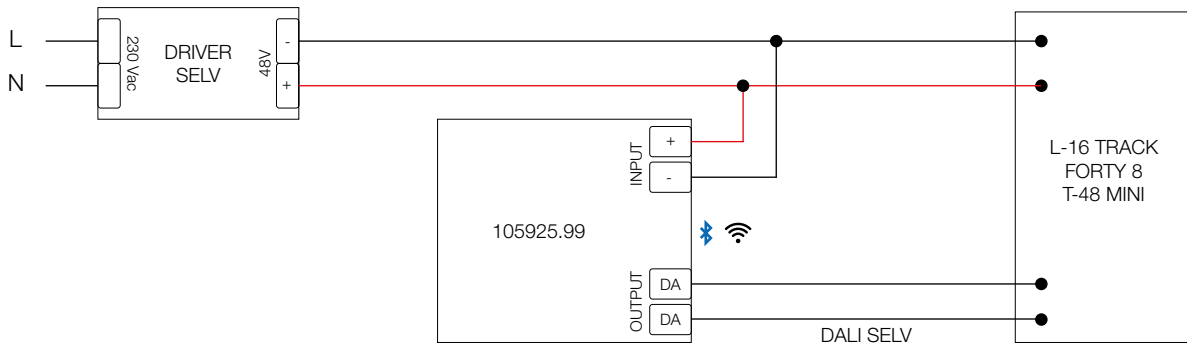 L
N
230 Vac
DRIVER
SELV
48V
-
+
INPUT
+
-
105925.99
OUTPUT
DA
DA
DALI SELV
L-16 TRACK
FORTY 8
T-48 MINI